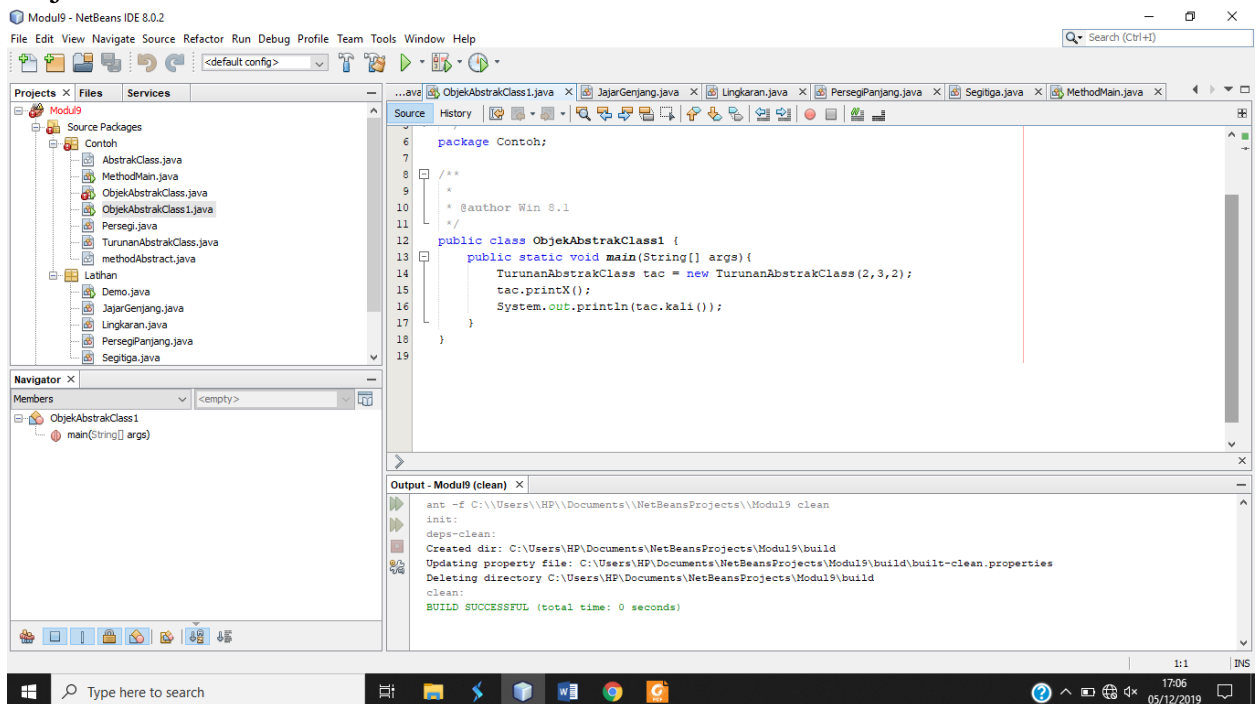 Modul9 - NetBeans IDE 8.0.2
File Edit View Navigate Source Refactor Run Debug Profile Team Tools Window Help
Search (Ctrl+I)
<default config>
Projects Files Services
Modul9
Source Packages
Contoh
AbstrakClass.java
MethodMain.java
ObjekAbstrakClass.java
ObjekAbstrakClass1.java
Persegi.java
TurunanAbstrakClass.java
methodAbstract.java
Latihan
Demo.java
JajarGenjang.java
Lingkaran.java
PersegiPanjang.java
Segitiga.java
Navigator
Members <empty>
ObjekAbstrakClass1
main(String[] args)
...ava ObjekAbstrakClass1.java JajarGenjang.java Lingkaran.java PersegiPanjang.java Segitiga.java MethodMain.java
Source History
6 package Contoh;
7
8 /**
9 *
10 * @author Win 8.1
11 */
12 public class ObjekAbstrakClass1 {
13 public static void main(String[] args){
14 TurunanAbstrakClass tac = new TurunanAbstrakClass(2,3,2);
15 tac.printX();
16 System.out.println(tac.kali());
17 }
18 }
19
Output - Modul9 (clean)
ant -f C:\\Users\\HP\\Documents\\NetBeansProjects\\Modul9 clean
init:
deps-clean:
Created dir: C:\Users\HP\Documents\NetBeansProjects\Modul9\build
Updating property file: C:\Users\HP\Documents\NetBeansProjects\Modul9\build\built-clean.properties
Deleting directory C:\Users\HP\Documents\NetBeansProjects\Modul9\build
clean:
BUILD SUCCESSFUL (total time: 0 seconds)
1:1 INS
Type here to search
17:06
05/12/2019